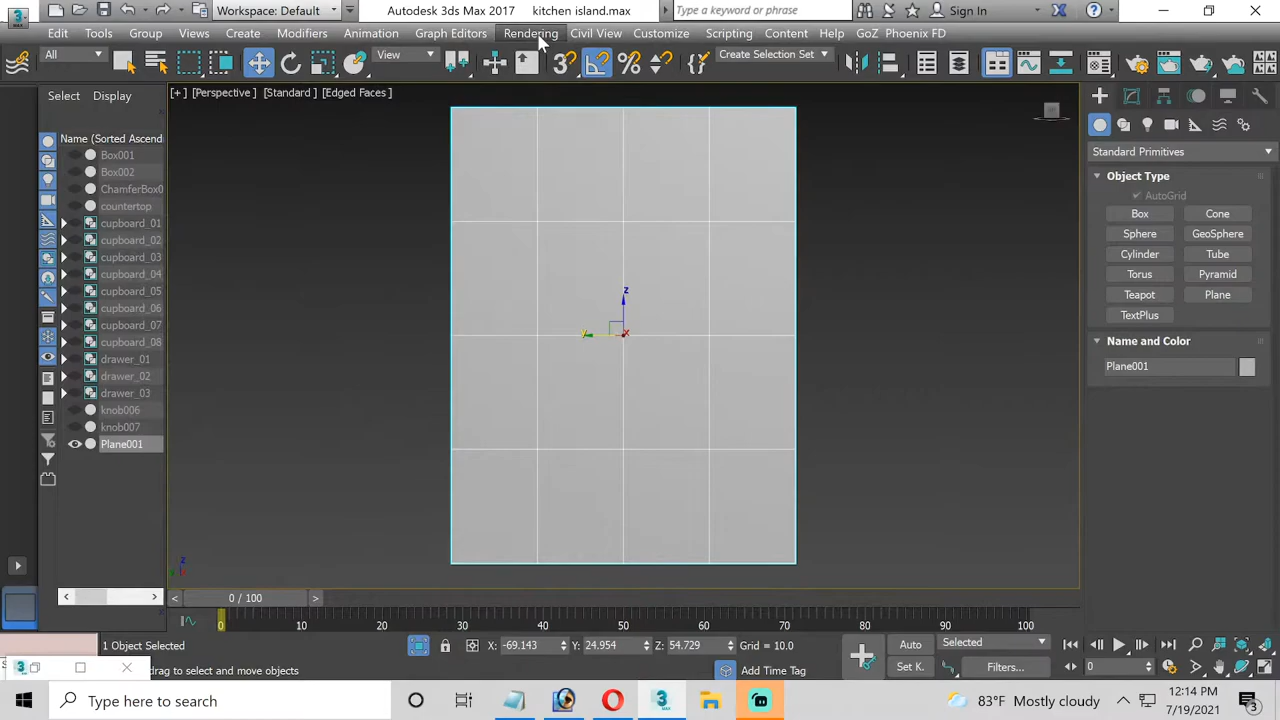 Workspace: Default
Autodesk 3ds Max 2017    kitchen island.max
Type a keyword or phrase
Sign In
Edit Tools Group Views Create Modifiers Animation Graph Editors Rendering Civil View Customize Scripting Content Help GoZ Phoenix FD
All
View
Create Selection Set
Select Display
[+] [Perspective] [Standard] [Edged Faces]
Name (Sorted Ascend
Box001
Box002
ChamferBox0
countertop
cupboard_01
cupboard_02
cupboard_03
cupboard_04
cupboard_05
cupboard_06
cupboard_07
cupboard_08
drawer_01
drawer_02
drawer_03
knob006
knob007
Plane001
z
y
x
z
Standard Primitives
Object Type
AutoGrid
Box Cone
Sphere GeoSphere
Cylinder Tube
Torus Pyramid
Teapot Plane
TextPlus
Name and Color
Plane001
0 / 100
0 10 20 30 40 50 60 70 80 90 100
1 Object Selected
X: -69.143 Y: 24.954 Z: 54.729 Grid = 10.0
Auto Selected
drag to select and move objects
Add Time Tag
Set K. Filters...
0
Type here to search
83°F Mostly cloudy
12:14 PM
7/19/2021
3